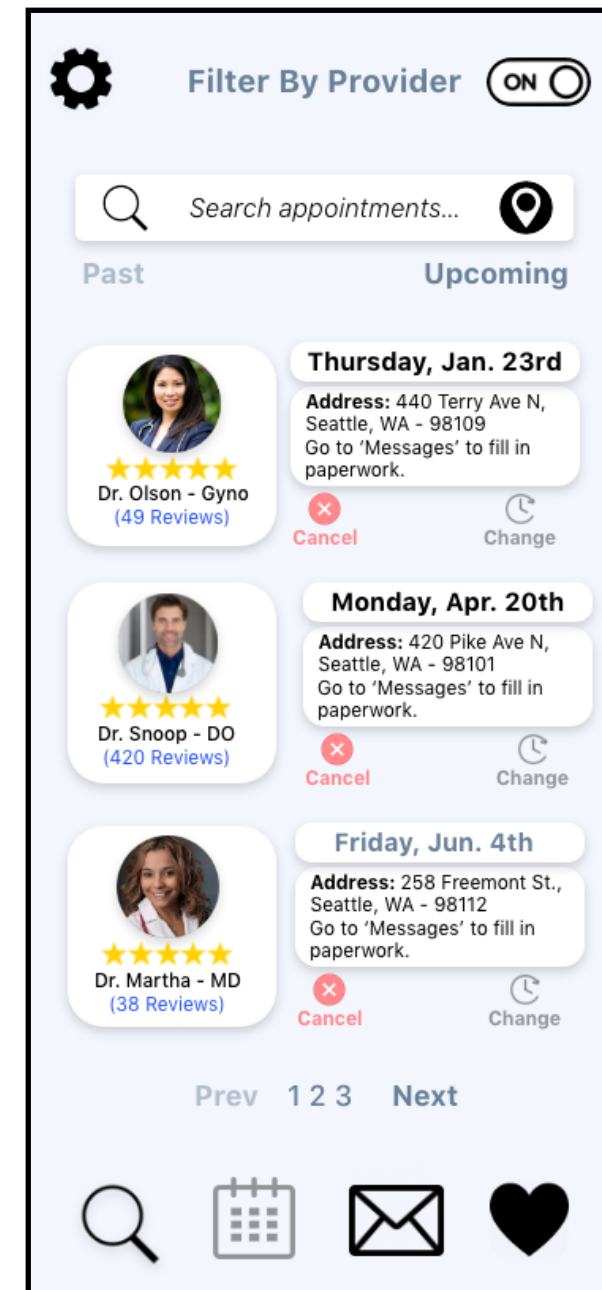 Filter By Provider
ON
Search appointments...
Past
Upcoming
Thursday, Jan. 23rd
Address: 440 Terry Ave N,
Seattle, WA - 98109
Go to ‘Messages’ to fill in
paperwork.
Dr. Olson - Gyno
(49 Reviews)
Cancel
Change
Monday, Apr. 20th
Address: 420 Pike Ave N,
Seattle, WA - 98101
Go to ‘Messages’ to fill in
paperwork.
Dr. Snoop - DO
(420 Reviews)
Cancel
Change
Friday, Jun. 4th
Address: 258 Freemont St.,
Seattle, WA - 98112
Go to ‘Messages’ to fill in
paperwork.
Dr. Martha - MD
(38 Reviews)
Cancel
Change
Prev 1 2 3 Next